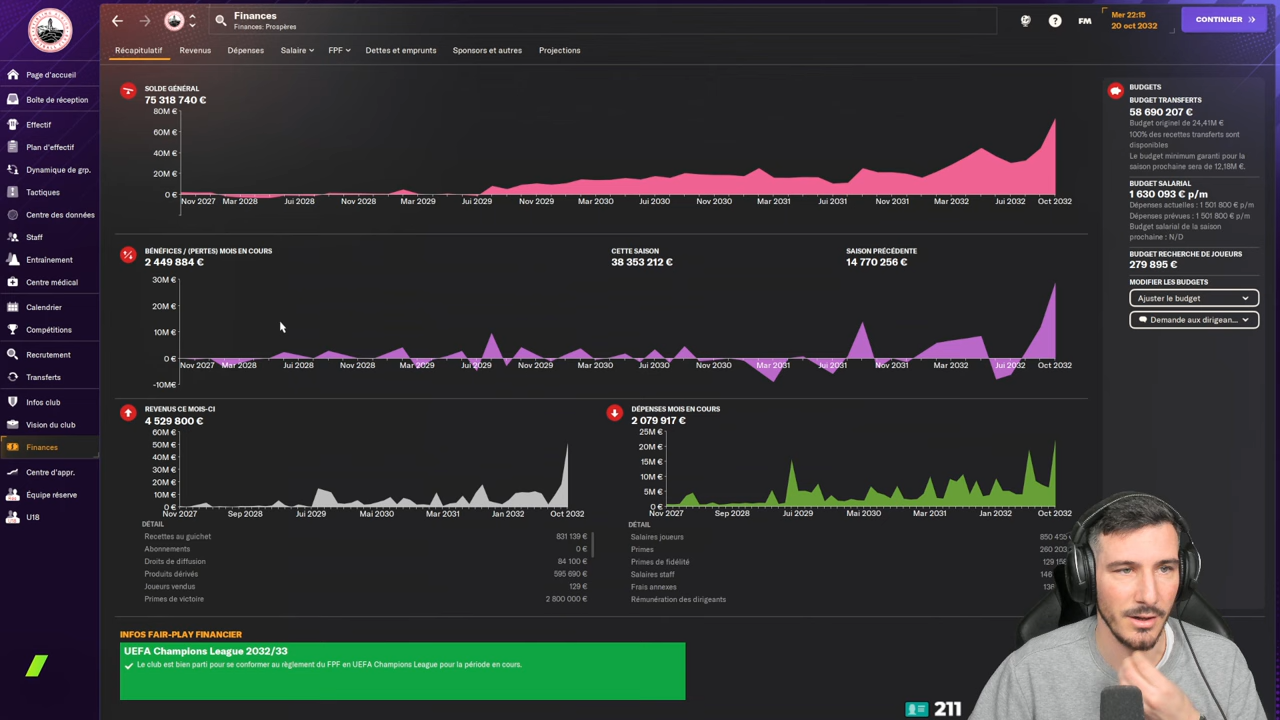 Finances
Finances: Prospères
FM
Mer 22:15
20 oct 2032
CONTINUER
Récapitulatif
Revenus
Dépenses
Salaire
FPF
Dettes et emprunts
Sponsors et autres
Projections
Page d'accueil
Boîte de réception
Effectif
Plan d'effectif
Dynamique de grp.
Tactiques
Centre des données
Staff
Entraînement
Centre médical
Calendrier
Compétitions
Recrutement
Transferts
Infos club
Vision du club
Finances
Centre d'appr.
Équipe réserve
U18
SOLDE GÉNÉRAL
75 318 740 €
80M €
60M €
40M €
20M €
0 €
Nov 2027 Mar 2028 Jui 2028 Nov 2028 Mar 2029 Jui 2029 Nov 2029 Mar 2030 Jui 2030 Nov 2030 Mar 2031 Jui 2031 Nov 2031 Mar 2032 Jui 2032 Oct 2032
BÉNÉFICES / (PERTES) MOIS EN COURS
2 449 884 €
CETTE SAISON
38 353 212 €
SAISON PRÉCÉDENTE
14 770 256 €
30M €
20M €
10M €
0 €
-10M€
Nov 2027 Mar 2028 Jui 2028 Nov 2028 Mar 2029 Jui 2029 Nov 2029 Mar 2030 Jui 2030 Nov 2030 Mar 2031 Jui 2031 Nov 2031 Mar 2032 Jui 2032 Oct 2032
REVENUS CE MOIS-CI
4 529 800 €
60M €
50M €
40M €
30M €
20M €
10M €
0 €
Nov 2027 Sep 2028 Jui 2029 Mai 2030 Mar 2031 Jan 2032 Oct 2032
DÉTAIL
Recettes au guichet 831 139 €
Abonnements 0 €
Droits de diffusion 84 100 €
Produits dérivés 595 690 €
Joueurs vendus 129 €
Primes de victoire 2 800 000 €
DÉPENSES MOIS EN COURS
2 079 917 €
25M €
20M €
15M €
10M €
5M €
0 €
Nov 2027 Sep 2028 Jui 2029 Mai 2030 Mar 2031 Jan 2032 Oct 2032
DÉTAIL
Salaires joueurs
Primes 260 203
Primes de fidélité
Salaires staff
Frais annexes
Rémunération des dirigeants
BUDGETS
BUDGET TRANSFERTS
58 690 207 €
Budget originel de 24,41M €
100% des recettes transferts sont
disponibles
Le budget minimum garanti pour la
saison prochaine sera de 12,18M €.
BUDGET SALARIAL
1 630 093 € p/m
Dépenses actuelles : 1 501 800 € p/m
Dépenses prévues : 1 501 800 € p/m
Budget salarial de la saison
prochaine : N/D
BUDGET RECHERCHE DE JOUEURS
279 895 €
MODIFIER LES BUDGETS
Ajuster le budget
Demande aux dirigean...
INFOS FAIR-PLAY FINANCIER
UEFA Champions League 2032/33
Le club est bien parti pour se conformer au règlement du FPF en UEFA Champions League pour la période en cours.
211